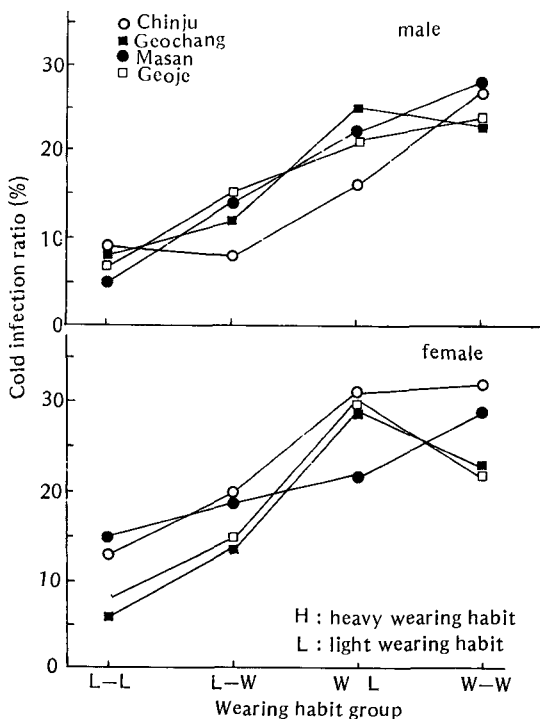 Chinju
Geochang
Masan
Geoje
male
20
10
0
Cold infection ratio (%)
female
30
20
10
0
H : heavy wearing habit
L : light wearing habit
L–L L–W W L W–W
Wearing habit group